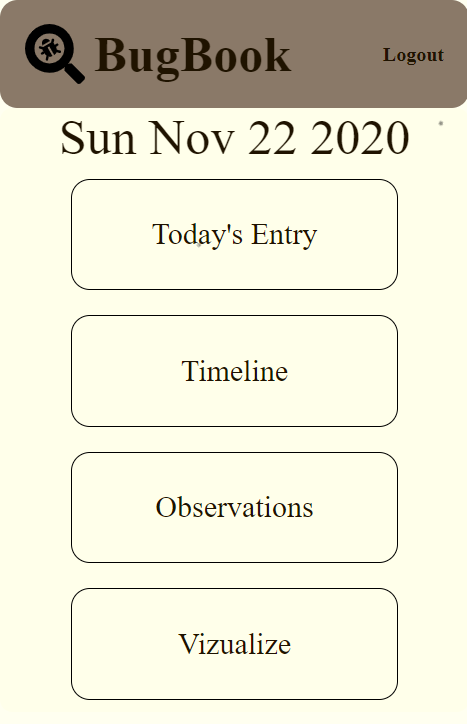 BugBook
Logout
Sun Nov 22 2020
Today's Entry
Timeline
Observations
Vizualize